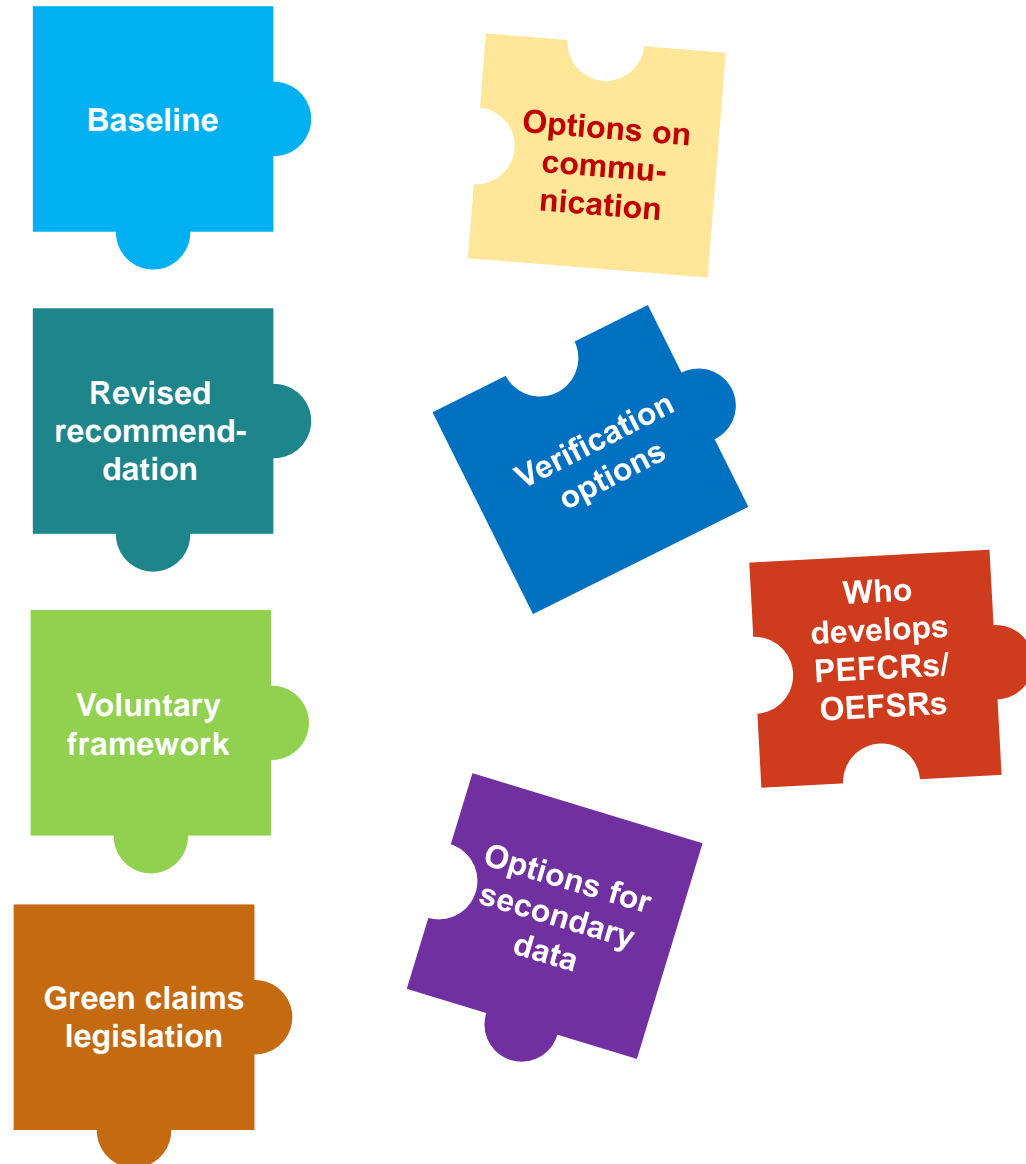 Baseline
Options on
commu-
nication
Revised
recommend-
dation
Verification
options
Who
develops
PEFCRs/
OEFSRs
Voluntary
framework
Options for
secondary
data
Green claims
legislation